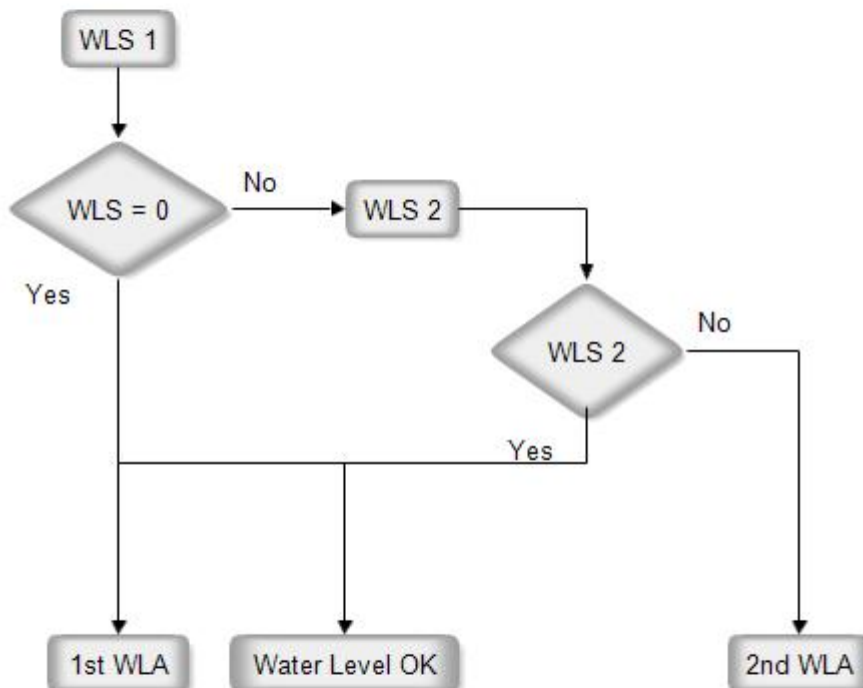 WLS 1
WLS = 0
No
WLS 2
Yes
WLS 2
No
Yes
1st WLA
Water Level OK
2nd WLA